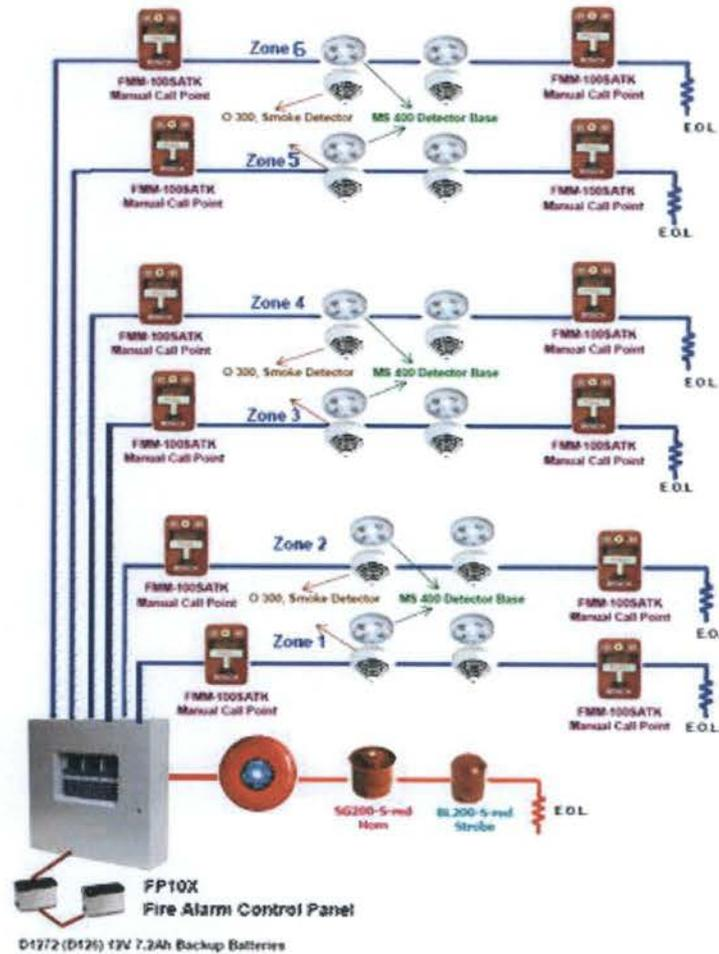 Zone 6
FMM-100SATK
Manual Call Point
FMM-100SATK
Manual Call Point
E.O.L
O 300, Smoke Detector
MS 400 Detector Base
Zone 5
FMM-100SATK
Manual Call Point
FMM-100SATK
Manual Call Point
E.O.L
Zone 4
FMM-100SATK
Manual Call Point
FMM-100SATK
Manual Call Point
E.O.L
O 300, Smoke Detector
MS 400 Detector Base
Zone 3
FMM-100SATK
Manual Call Point
FMM-100SATK
Manual Call Point
E.O.L
Zone 2
FMM-100SATK
Manual Call Point
FMM-100SATK
Manual Call Point
E.O.
O 300, Smoke Detector
MS 400 Detector Base
Zone 1
FMM-100SATK
Manual Call Point
FMM-100SATK
Manual Call Point
E.O.L
SG200-S-red
Horn
BL200-S-red
Strobe
E.O.L
FP10X
Fire Alarm Control Panel
D1272 (D126) 12V 7.2Ah Backup Batteries